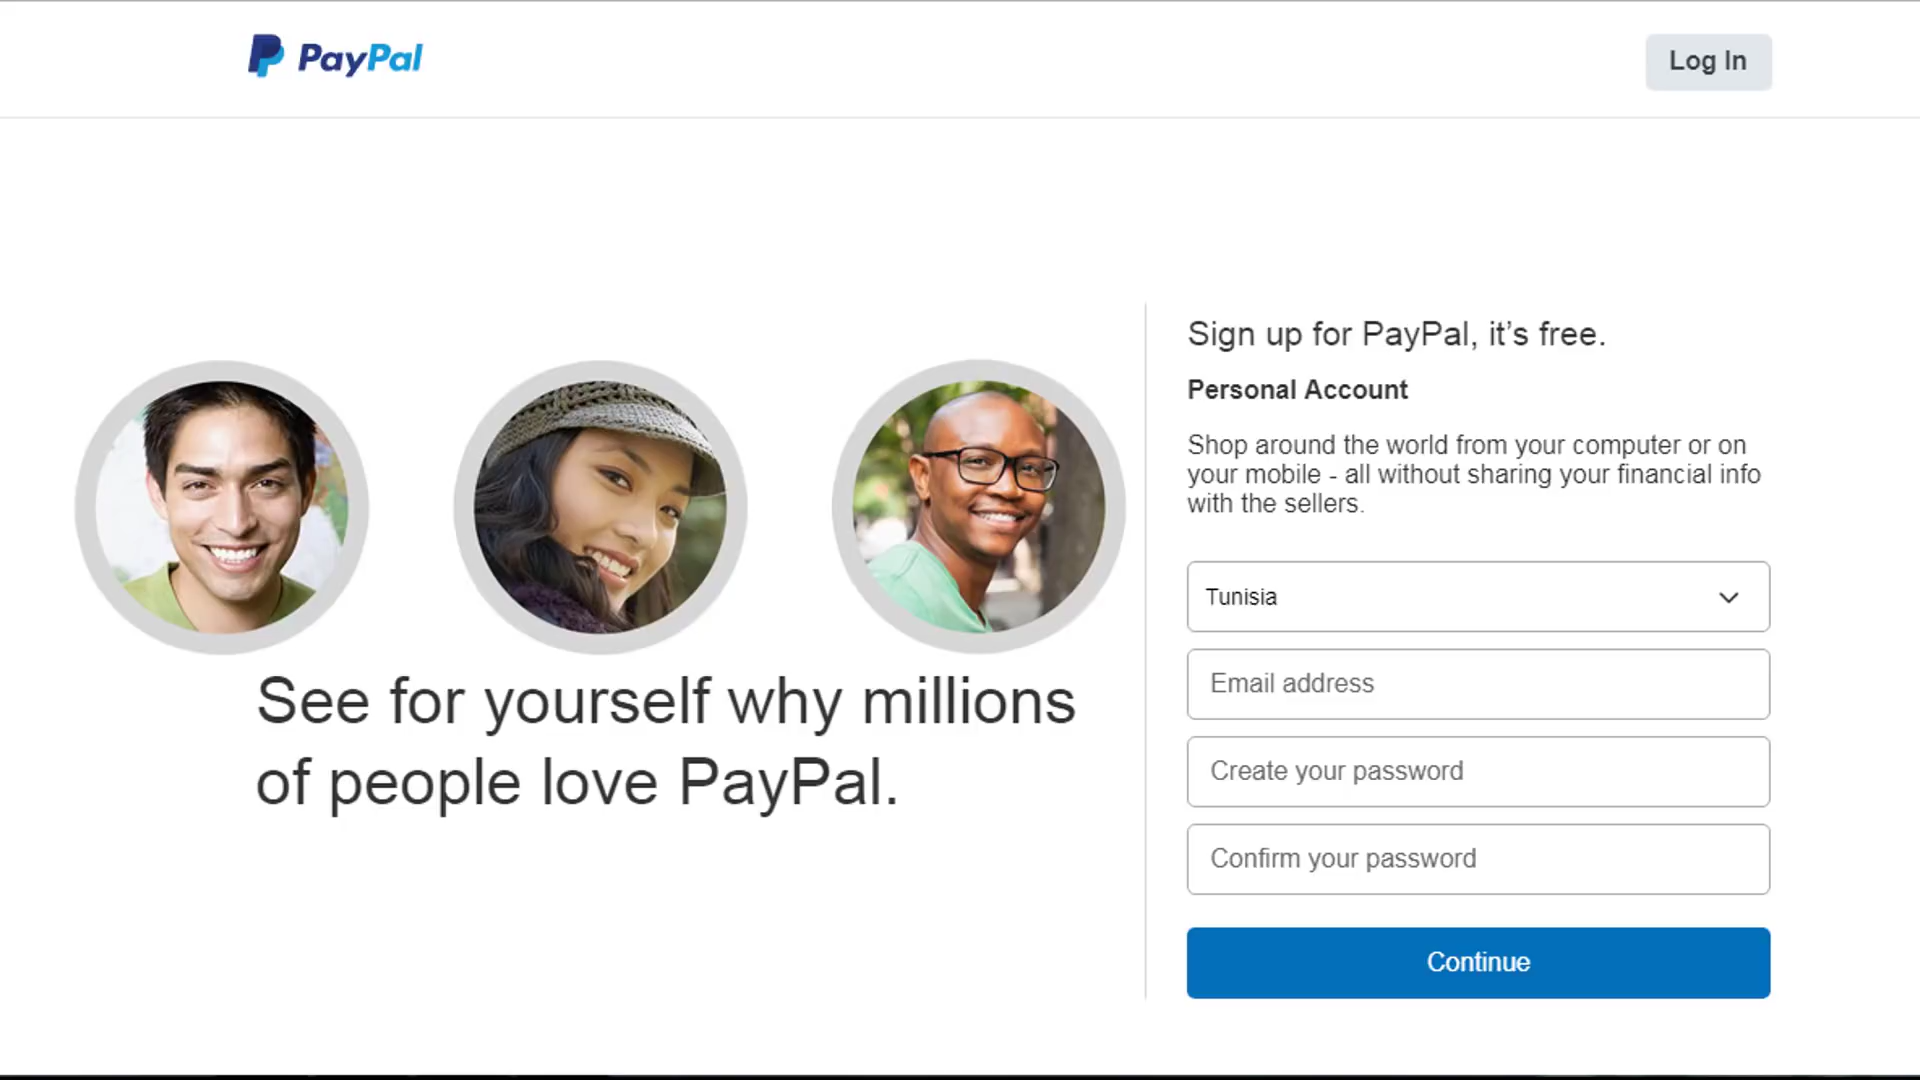 PayPal
Log In
See for yourself why millions
of people love PayPal.
Sign up for PayPal, it’s free.
Personal Account
Shop around the world from your computer or on
your mobile - all without sharing your financial info
with the sellers.
Tunisia
Email address
Create your password
Confirm your password
Continue